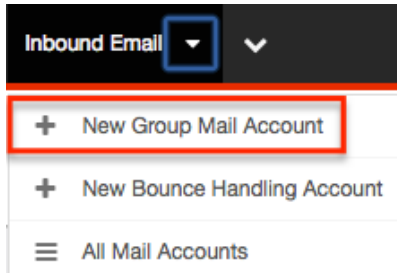 Inbound Email
New Group Mail Account
New Bounce Handling Account
All Mail Accounts